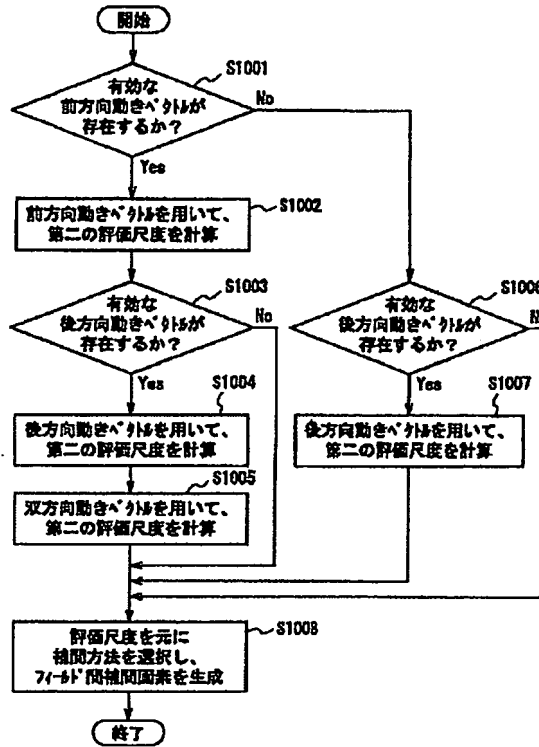 開始
S1001
有効な
前方向動きベクトルが
存在するか？
No
Yes
S1002
前方向動きベクトルを用いて、
第二の評価尺度を計算
S1003
有効な
後方向動きベクトルが
存在するか？
No
Yes
S1006
有効な
後方向動きベクトルが
存在するか？
Yes
S1004
後方向動きベクトルを用いて、
第二の評価尺度を計算
S1007
後方向動きベクトルを用いて、
第二の評価尺度を計算
S1005
双方向動きベクトルを用いて、
第二の評価尺度を計算
S1008
評価尺度を元に
補間方法を選択し、
フィールド間補間画素を生成
終了